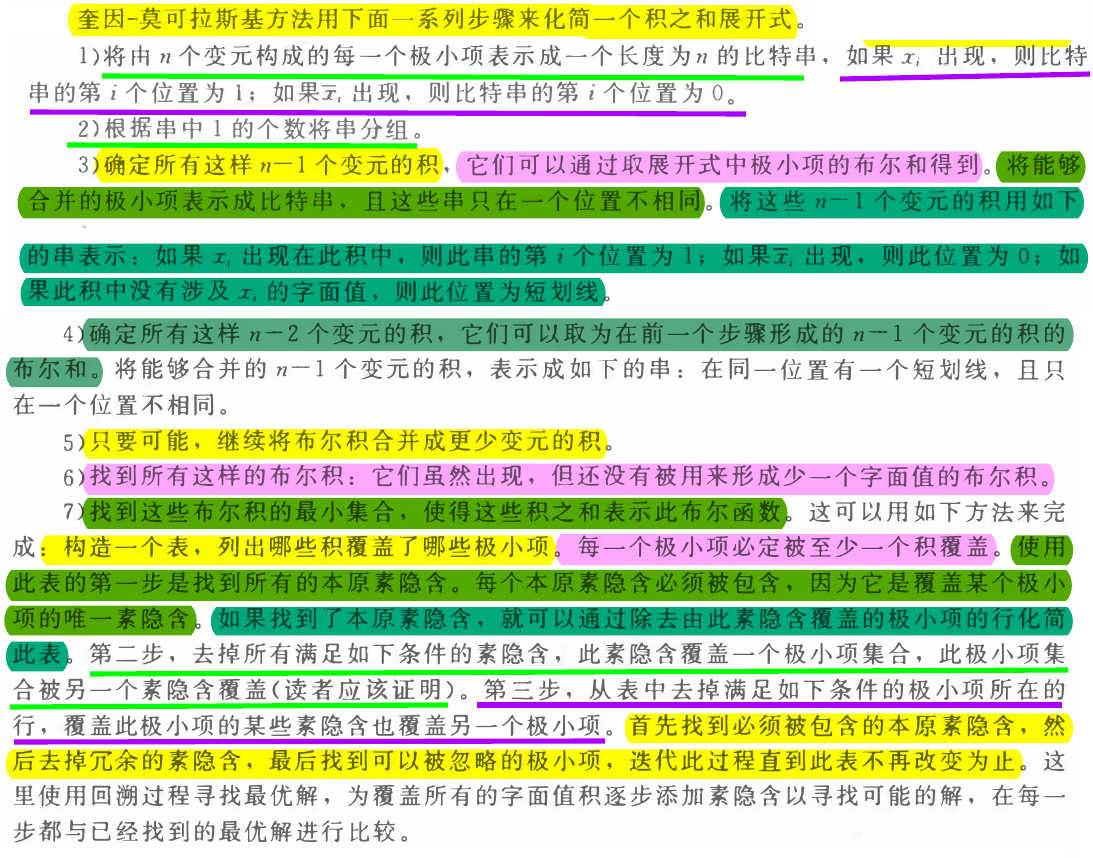 奎因-莫可拉斯基方法用下面一系列步骤来化简一个积之和展开式。
1)将由 n 个变元构成的每一个极小项表示成一个长度为 n 的比特串，如果 xᵢ 出现，则比特
串的第 i 个位置为 1；如果x̅ᵢ 出现，则比特串的第 i 个位置为 0。
2)根据串中 1 的个数将串分组。
3)确定所有这样 n－1 个变元的积，它们可以通过取展开式中极小项的布尔和得到。将能够
合并的极小项表示成比特串，且这些串只在一个位置不相同。将这些 n－1 个变元的积用如下
的串表示：如果 xᵢ 出现在此积中，则此串的第 i 个位置为 1；如果x̅ᵢ 出现，则此位置为 0；如
果此积中没有涉及 xᵢ 的字面值，则此位置为短划线。
4)确定所有这样 n－2 个变元的积，它们可以取为在前一个步骤形成的 n－1 个变元的积的
布尔和。将能够合并的 n－1 个变元的积，表示成如下的串：在同一位置有一个短划线，且只
在一个位置不相同。
5)只要可能，继续将布尔积合并成更少变元的积。
6)找到所有这样的布尔积：它们虽然出现，但还没有被用来形成少一个字面值的布尔积。
7)找到这些布尔积的最小集合，使得这些积之和表示此布尔函数。这可以用如下方法来完
成：构造一个表，列出哪些积覆盖了哪些极小项。每一个极小项必定被至少一个积覆盖。使用
此表的第一步是找到所有的本原素隐含。每个本原素隐含必须被包含，因为它是覆盖某个极小
项的唯一素隐含。如果找到了本原素隐含，就可以通过除去由此素隐含覆盖的极小项的行化简
此表。第二步，去掉所有满足如下条件的素隐含，此素隐含覆盖一个极小项集合，此极小项集
合被另一个素隐含覆盖(读者应该证明)。第三步，从表中去掉满足如下条件的极小项所在的
行，覆盖此极小项的某些素隐含也覆盖另一个极小项。首先找到必须被包含的本原素隐含，然
后去掉冗余的素隐含，最后找到可以被忽略的极小项，迭代此过程直到此表不再改变为止。这
里使用回溯过程寻找最优解，为覆盖所有的字面值积逐步添加素隐含以寻找可能的解，在每一
步都与已经找到的最优解进行比较。